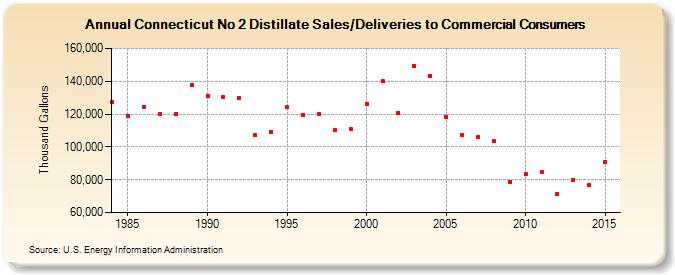 Annual Connecticut No 2 Distillate Sales/Deliveries to Commercial Consumers
Thousand Gallons
160,000
140,000
120,000
100,000
80,000
60,000
1985 1990 1995 2000 2005 2010 2015
Source: U.S. Energy Information Administration